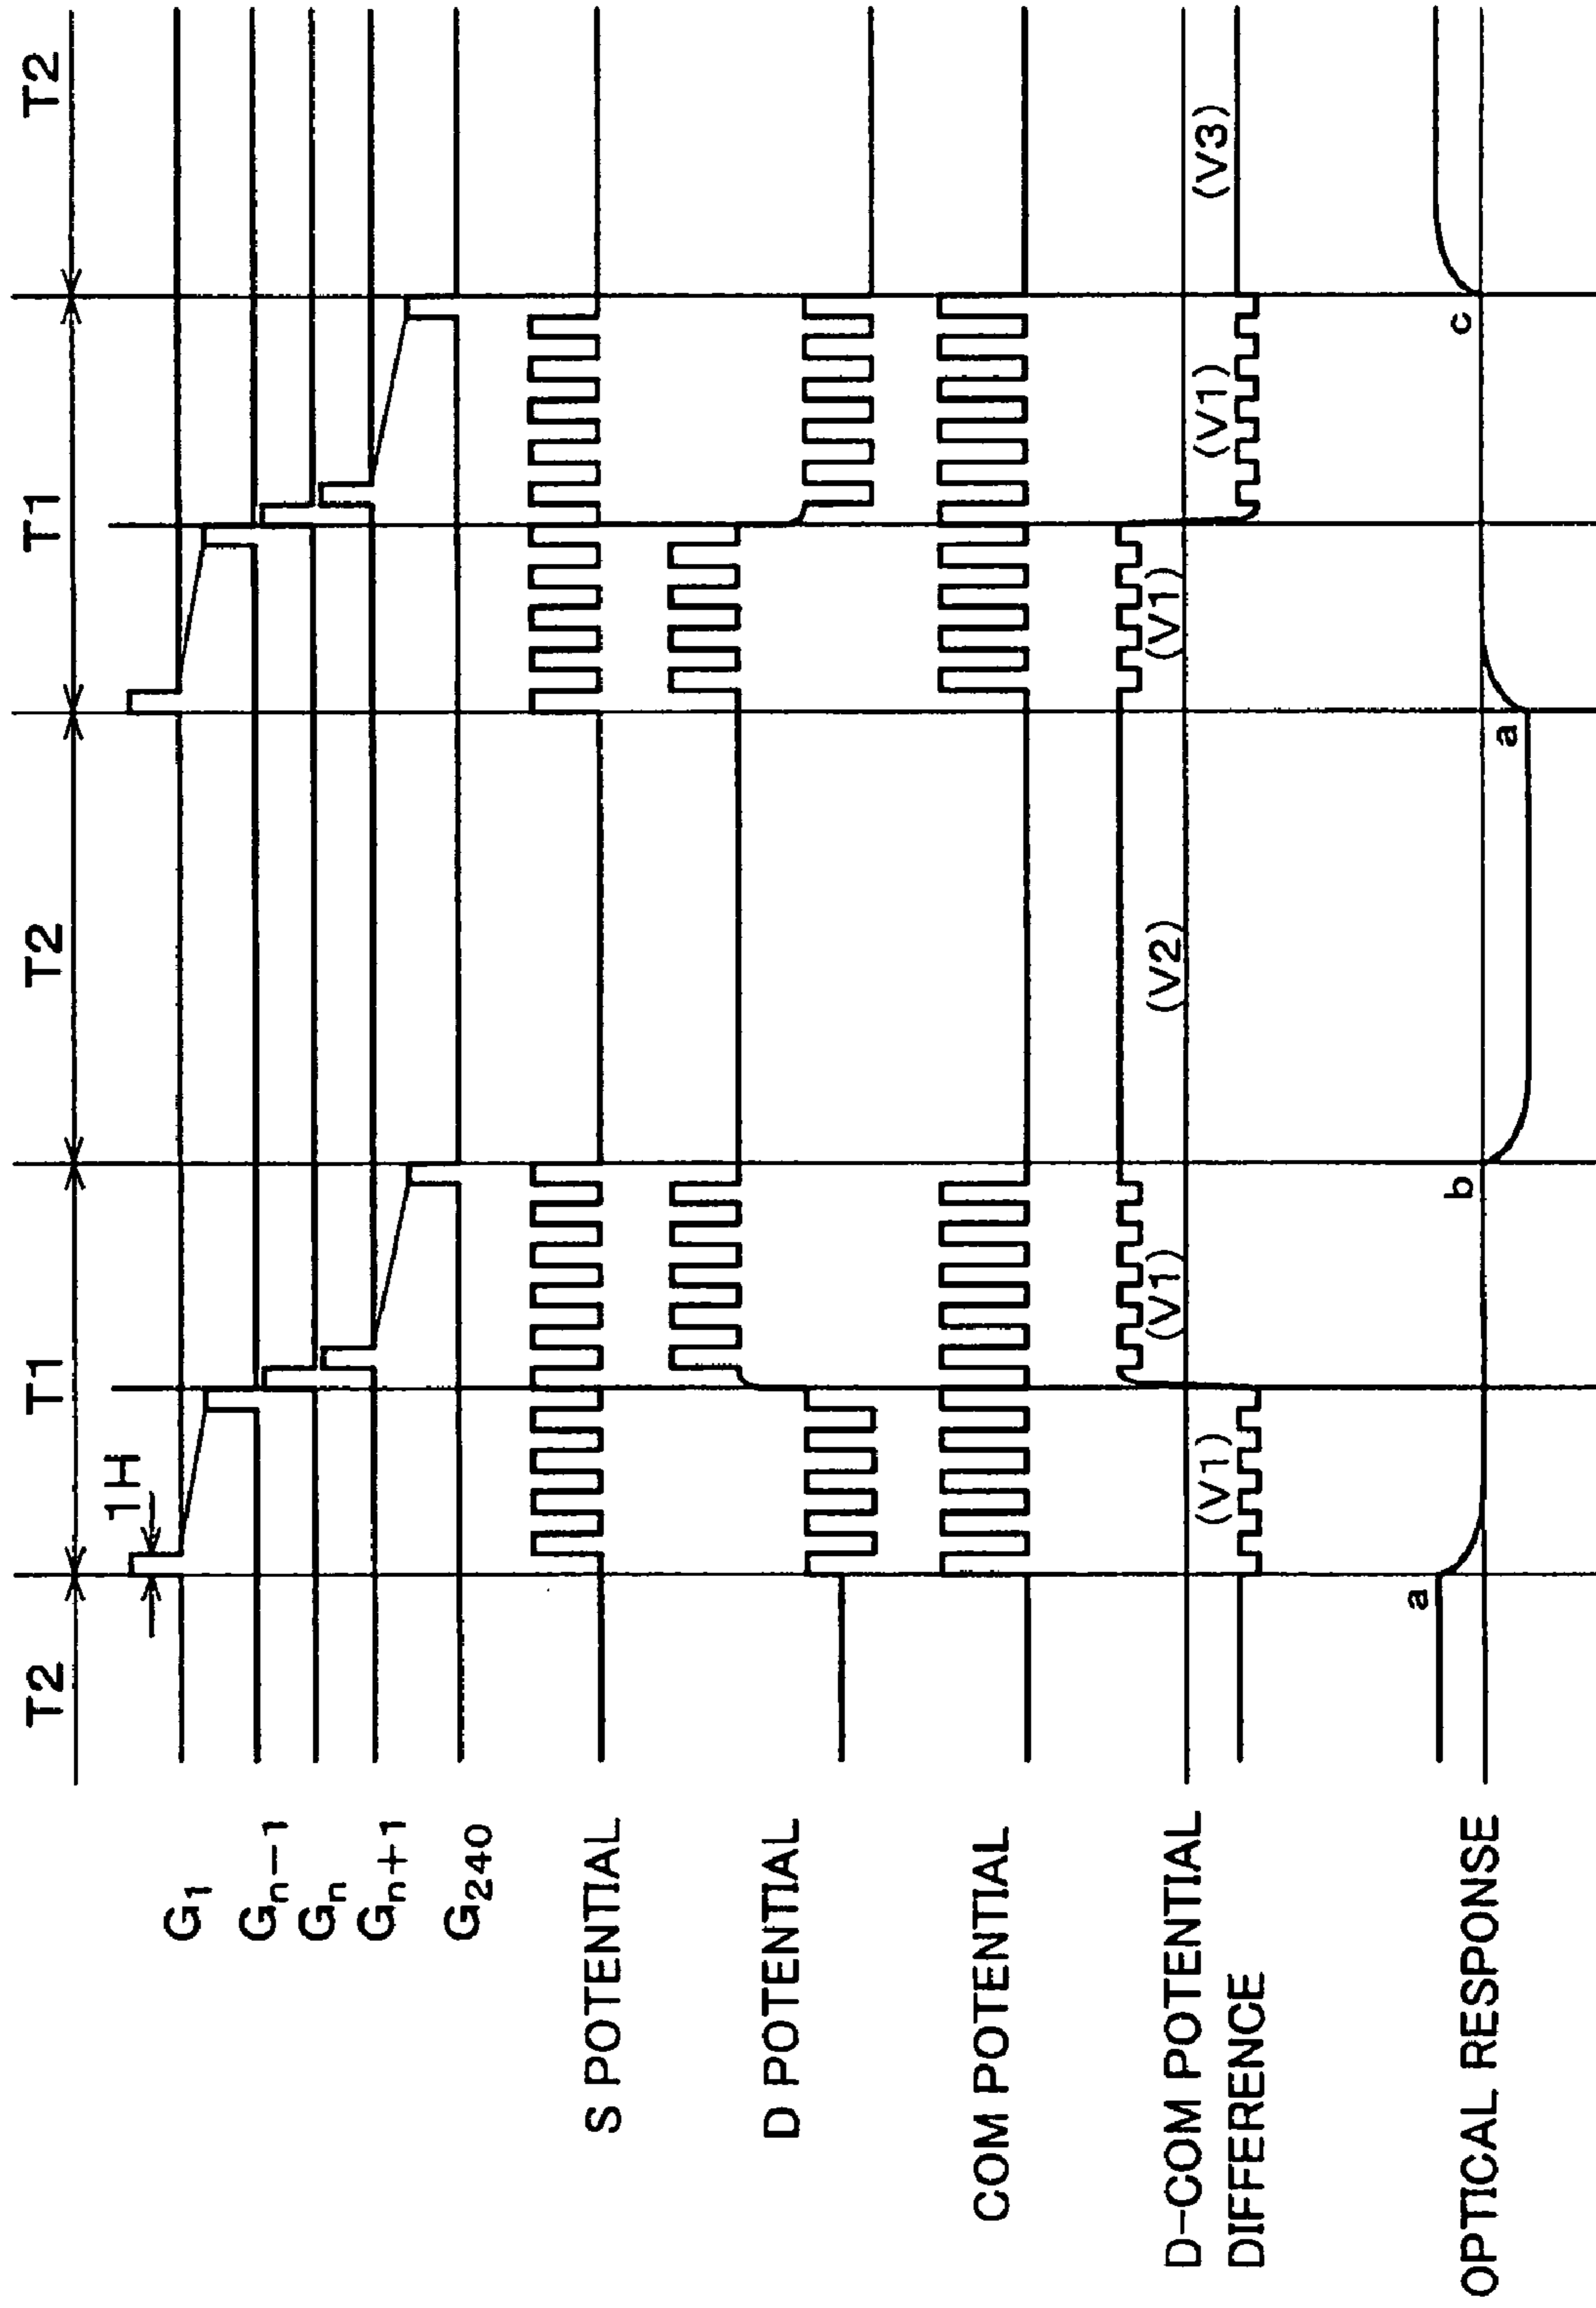 T2 T1 T2 T1 T2
1H
G1
Gn-1
Gn
Gn+1
G240
S POTENTIAL
D POTENTIAL
COM POTENTIAL
(V1) (V1) (V2) (V1) (V1) (V3)
D-COM POTENTIAL
DIFFERENCE
a b a c
OPTICAL RESPONSE